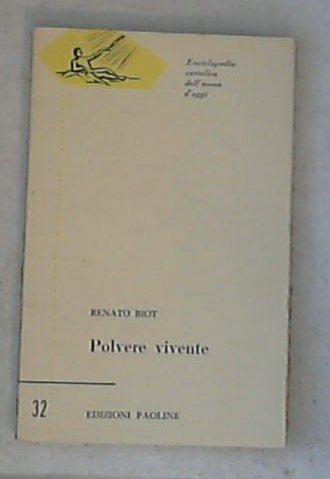 Enciclopedia
cattolica
dell'uomo
d'oggi
RENATO BIOT
Polvere vivente
32
EDIZIONI PAOLINE